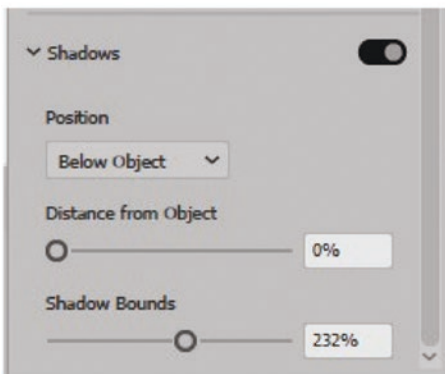 Shadows
Position
Below Object
Distance from Object
0%
Shadow Bounds
232%